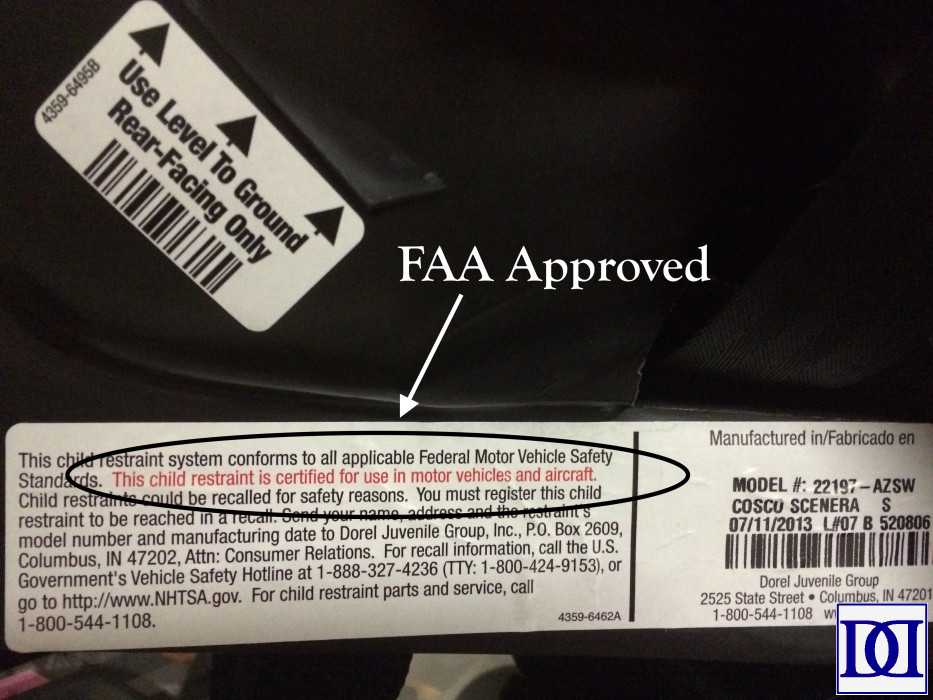 4359-6495B
Use Level To Ground
Rear-Facing Only
FAA Approved
This child restraint system conforms to all applicable Federal Motor Vehicle Safety
Standards. This child restraint is certified for use in motor vehicles and aircraft.
Child restraints could be recalled for safety reasons. You must register this child
restraint to be reached in a recall. Send your name, address and the restraint's
model number and manufacturing date to Dorel Juvenile Group, Inc., P.O. Box 2609,
Columbus, IN 47202, Attn: Consumer Relations. For recall information, call the U.S.
Government's Vehicle Safety Hotline at 1-888-327-4236 (TTY: 1-800-424-9153), or
go to http://www.NHTSA.gov. For child restraint parts and service, call
1-800-544-1108.
4359-6462A
Manufactured in/Fabricado en
MODEL #: 22197-AZSW
COSCO SCENERA S
07/11/2013 L#07 B 520806
Dorel Juvenile Group
2525 State Street • Columbus, IN 47201
1-800-544-1108